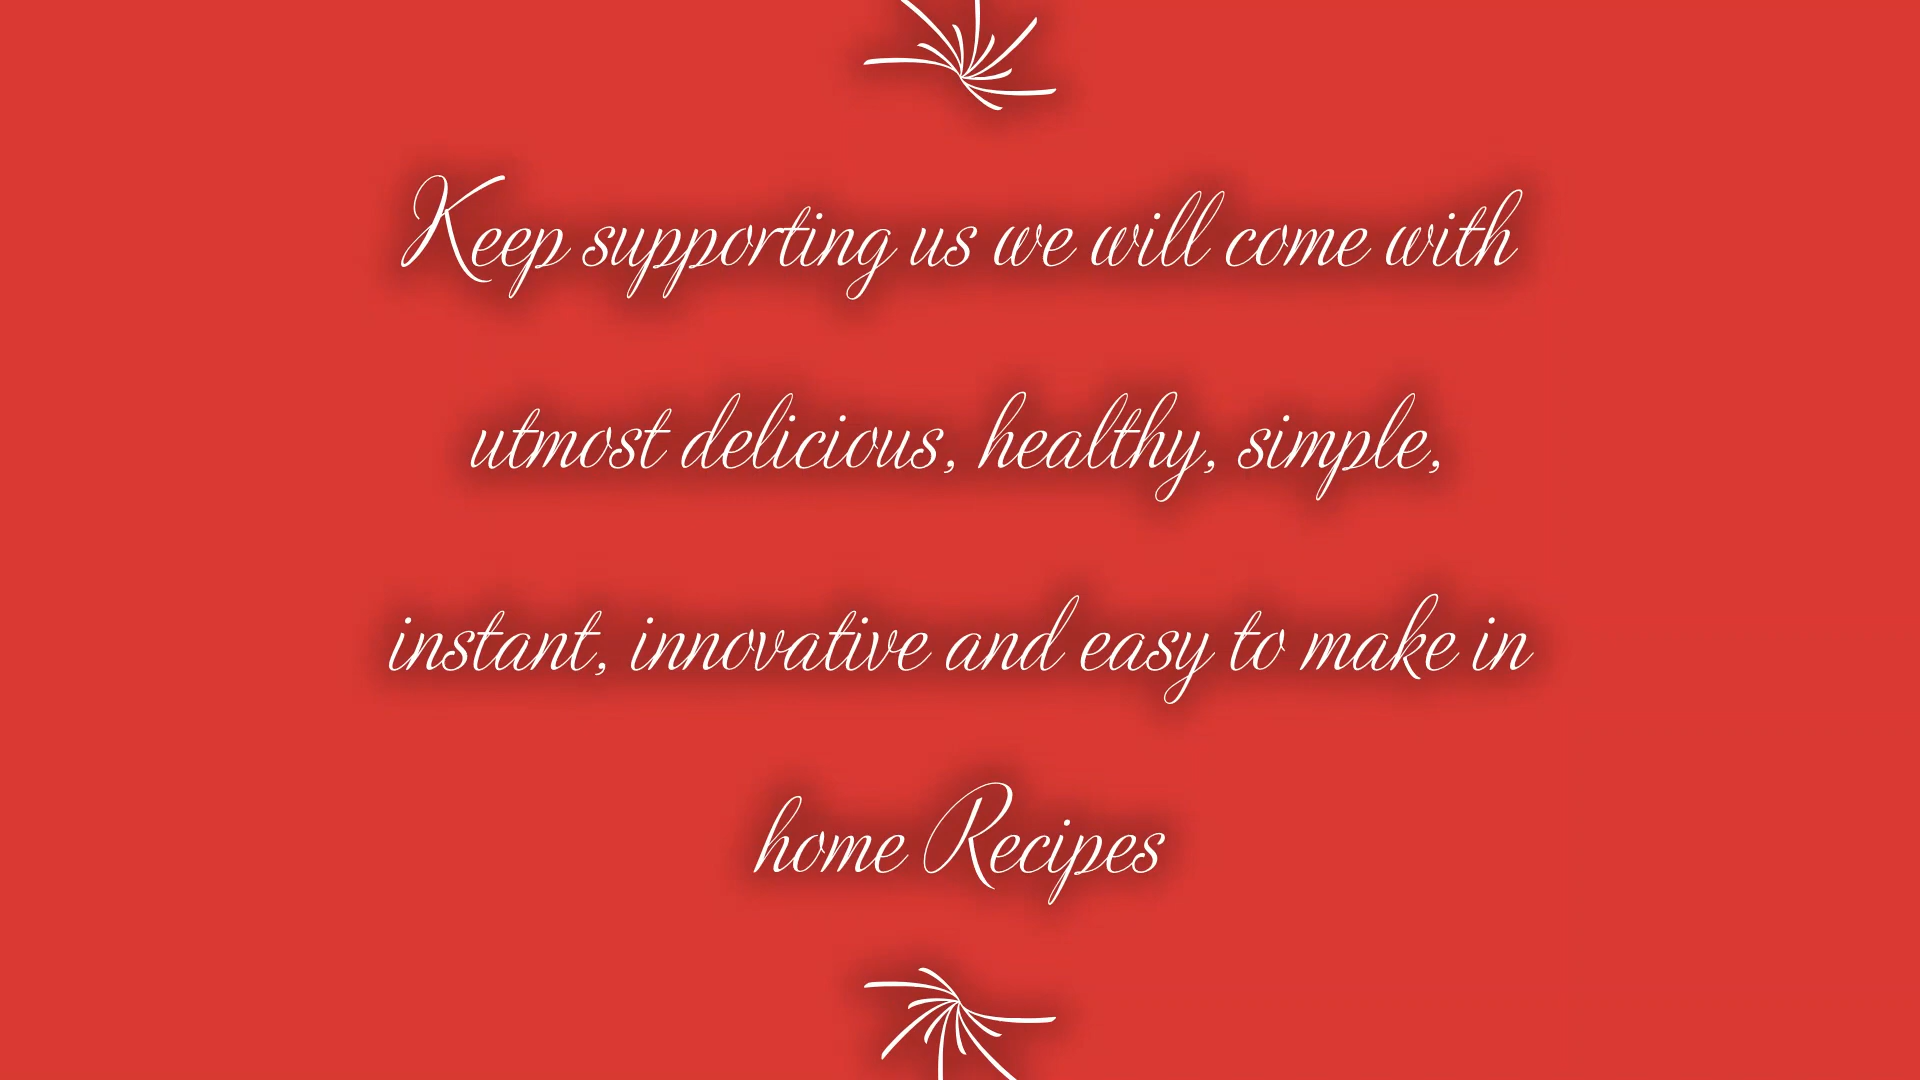 Keep supporting us we will come with
utmost delicious, healthy, simple,
instant, innovative and easy to make in
home Recipes